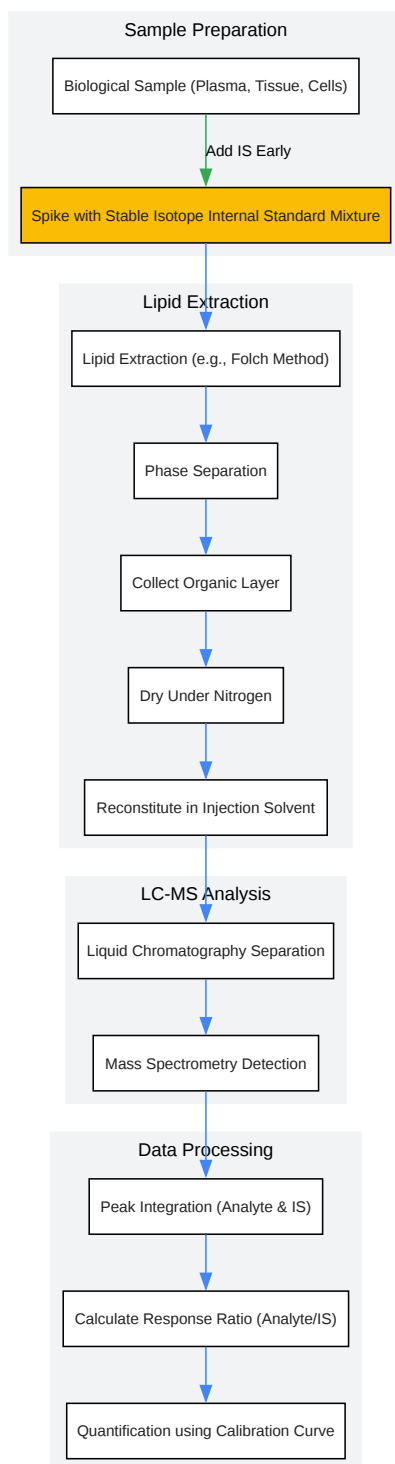 Sample Preparation
Biological Sample (Plasma, Tissue, Cells)
Add IS Early
Spike with Stable Isotope Internal Standard Mixture
Lipid Extraction
Lipid Extraction (e.g., Folch Method)
Phase Separation
Collect Organic Layer
Dry Under Nitrogen
Reconstitute in Injection Solvent
LC-MS Analysis
Liquid Chromatography Separation
Mass Spectrometry Detection
Data Processing
Peak Integration (Analyte & IS)
Calculate Response Ratio (Analyte/IS)
Quantification using Calibration Curve